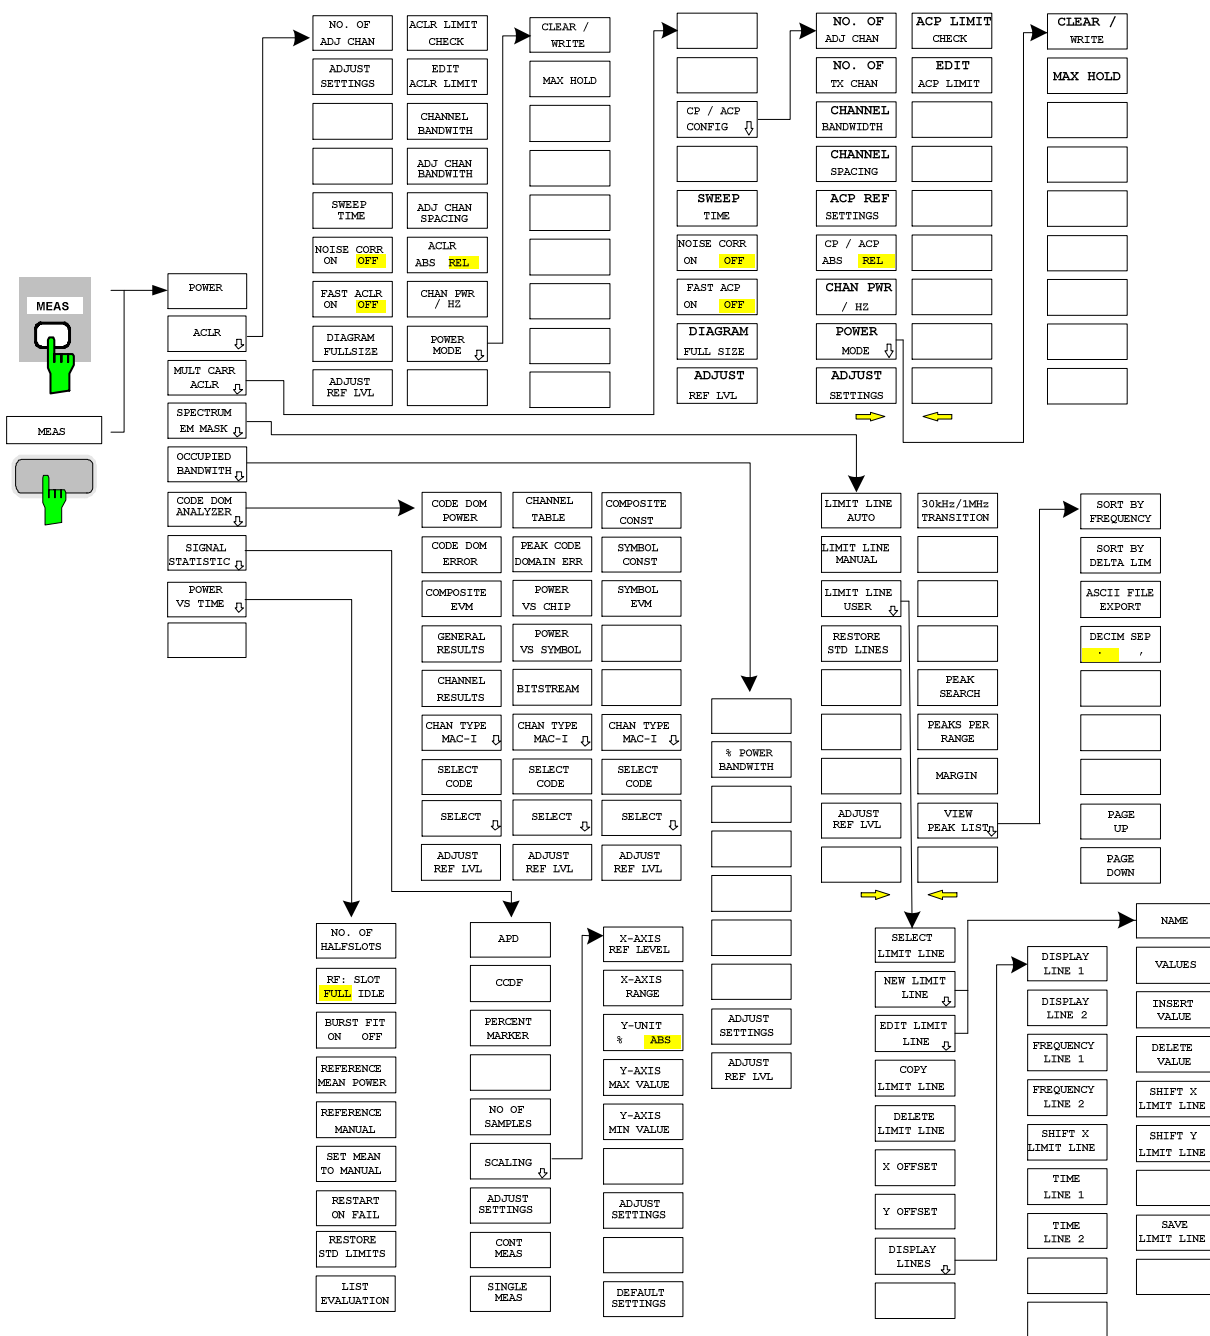 MEAS
MEAS
POWER
ACLR
MULT CARR
ACLR
SPECTRUM
EM MASK
OCCUPIED
BANDWITH
CODE DOM
ANALYZER
SIGNAL
STATISTIC
POWER
VS TIME
NO. OF
ADJ CHAN
ADJUST
SETTINGS
SWEEP
TIME
NOISE CORR
ON OFF
FAST ACLR
ON OFF
DIAGRAM
FULLSIZE
ADJUST
REF LVL
ACLR LIMIT
CHECK
EDIT
ACLR LIMIT
CHANNEL
BANDWITH
ADJ CHAN
BANDWITH
ADJ CHAN
SPACING
ACLR
ABS REL
CHAN PWR
/ HZ
POWER
MODE
CLEAR /
WRITE
MAX HOLD
CP / ACP
CONFIG
SWEEP
TIME
NOISE CORR
ON OFF
FAST ACP
ON OFF
DIAGRAM
FULL SIZE
ADJUST
REF LVL
NO. OF
ADJ CHAN
NO. OF
TX CHAN
CHANNEL
BANDWIDTH
CHANNEL
SPACING
ACP REF
SETTINGS
CP / ACP
ABS REL
CHAN PWR
/ HZ
POWER
MODE
ADJUST
SETTINGS
ACP LIMIT
CHECK
EDIT
ACP LIMIT
CLEAR /
WRITE
MAX HOLD
CODE DOM
POWER
CODE DOM
ERROR
COMPOSITE
EVM
GENERAL
RESULTS
CHANNEL
RESULTS
CHAN TYPE
MAC-I
SELECT
CODE
SELECT
ADJUST
REF LVL
CHANNEL
TABLE
PEAK CODE
DOMAIN ERR
POWER
VS CHIP
POWER
VS SYMBOL
BITSTREAM
CHAN TYPE
MAC-I
SELECT
CODE
SELECT
ADJUST
REF LVL
COMPOSITE
CONST
SYMBOL
CONST
SYMBOL
EVM
CHAN TYPE
MAC-I
SELECT
CODE
SELECT
ADJUST
REF LVL
% POWER
BANDWITH
ADJUST
SETTINGS
ADJUST
REF LVL
LIMIT LINE
AUTO
LIMIT LINE
MANUAL
LIMIT LINE
USER
RESTORE
STD LINES
ADJUST
REF LVL
30kHz/1MHz
TRANSITION
PEAK
SEARCH
PEAKS PER
RANGE
MARGIN
VIEW
PEAK LIST
SORT BY
FREQUENCY
SORT BY
DELTA LIM
ASCII FILE
EXPORT
DECIM SEP
. ,
PAGE
UP
PAGE
DOWN
NO. OF
HALFSLOTS
RF: SLOT
FULL IDLE
BURST FIT
ON OFF
REFERENCE
MEAN POWER
REFERENCE
MANUAL
SET MEAN
TO MANUAL
RESTART
ON FAIL
RESTORE
STD LIMITS
LIST
EVALUATION
APD
CCDF
PERCENT
MARKER
NO OF
SAMPLES
SCALING
ADJUST
SETTINGS
CONT
MEAS
SINGLE
MEAS
X-AXIS
REF LEVEL
X-AXIS
RANGE
Y-UNIT
% ABS
Y-AXIS
MAX VALUE
Y-AXIS
MIN VALUE
ADJUST
SETTINGS
DEFAULT
SETTINGS
SELECT
LIMIT LINE
NEW LIMIT
LINE
EDIT LIMIT
LINE
COPY
LIMIT LINE
DELETE
LIMIT LINE
X OFFSET
Y OFFSET
DISPLAY
LINES
DISPLAY
LINE 1
DISPLAY
LINE 2
FREQUENCY
LINE 1
FREQUENCY
LINE 2
SHIFT X
LIMIT LINE
TIME
LINE 1
TIME
LINE 2
NAME
VALUES
INSERT
VALUE
DELETE
VALUE
SHIFT X
LIMIT LINE
SHIFT Y
LIMIT LINE
SAVE
LIMIT LINE